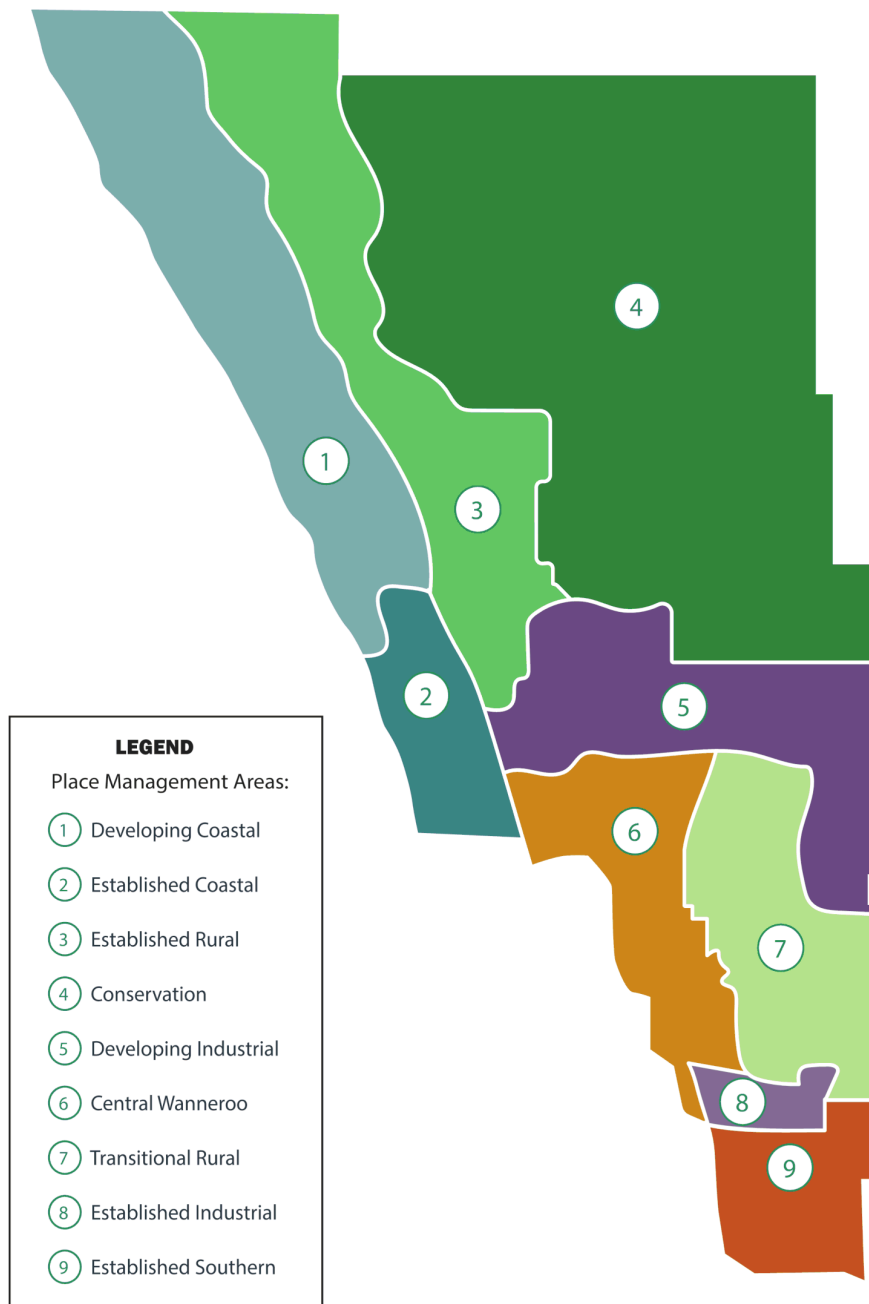 4
1
3
2
5
6
7
8
9
LEGEND
Place Management Areas:
1 Developing Coastal
2 Established Coastal
3 Established Rural
4 Conservation
5 Developing Industrial
6 Central Wanneroo
7 Transitional Rural
8 Established Industrial
9 Established Southern